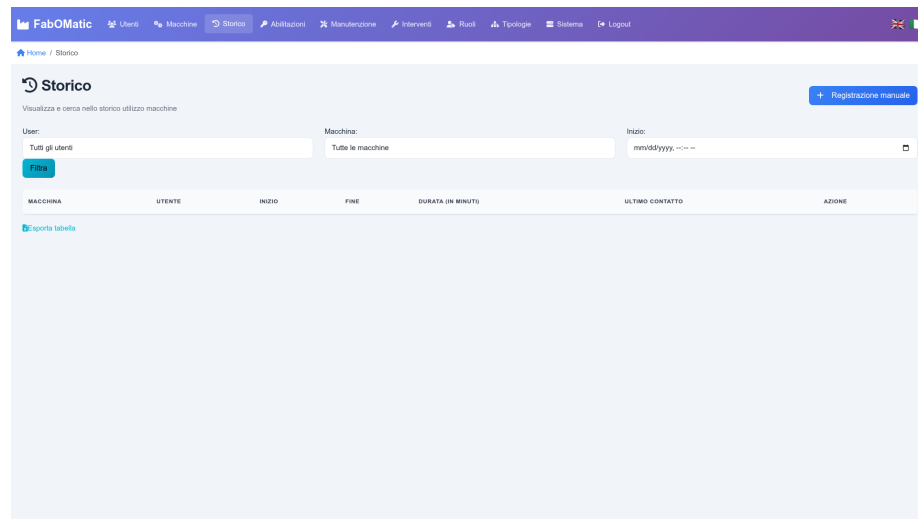 FabOMatic Utenti Macchine Storico Abilitazioni Manutenzione Interventi Ruoli Tipologie Sistema Logout
Home / Storico
Storico
+ Registrazione manuale
Visualizza e cerca nello storico utilizzo macchine
User: Macchina: Inizio:
Tutti gli utenti Tutte le macchine mm/dd/yyyy, --:-- --
Filtra
MACCHINA UTENTE INIZIO FINE DURATA (IN MINUTI) ULTIMO CONTATTO AZIONE
Esporta tabella